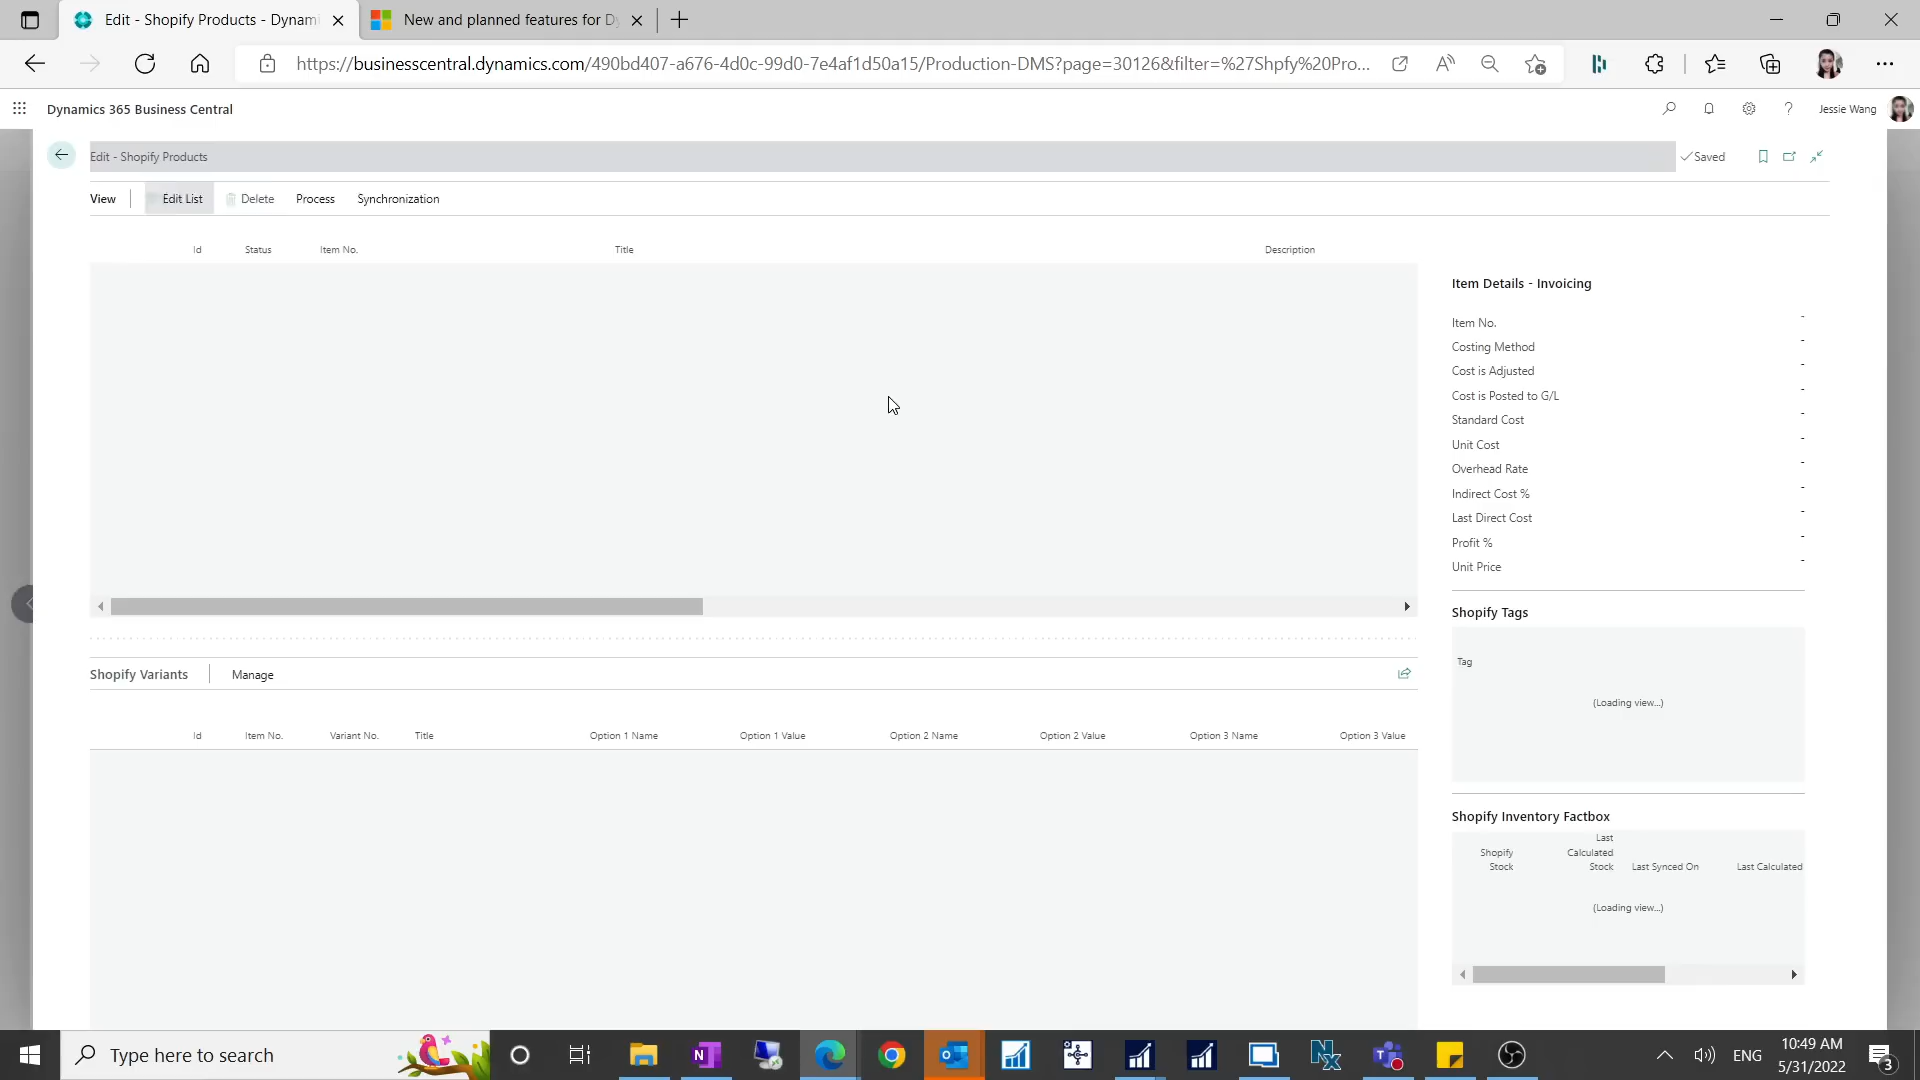 Edit - Shopify Products - Dynami
New and planned features for Dy
https://businesscentral.dynamics.com/490bd407-a676-4d0c-99d0-7e4af1d50a15/Production-DMS?page=30126&filter=%27Shpfy%20Pro...
Dynamics 365 Business Central
Jessie Wang
Edit - Shopify Products
Saved
View
Edit List
Delete
Process
Synchronization
Id Status Item No. Title Description
Item Details - Invoicing
Item No. -
Costing Method -
Cost is Adjusted -
Cost is Posted to G/L -
Standard Cost -
Unit Cost -
Overhead Rate -
Indirect Cost % -
Last Direct Cost -
Profit % -
Unit Price -
Shopify Tags
Tag
(Loading view...)
Shopify Variants
Manage
Id Item No. Variant No. Title Option 1 Name Option 1 Value Option 2 Name Option 2 Value Option 3 Name Option 3 Value
Shopify Inventory Factbox
Shopify
Stock
Last
Calculated
Stock
Last Synced On
Last Calculated
(Loading view...)
Type here to search
ENG
10:49 AM
5/31/2022
3